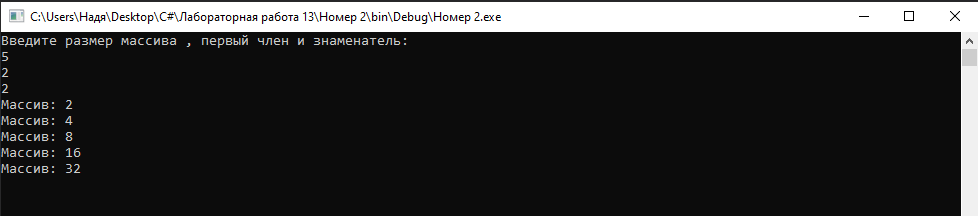 C:\Users\Надя\Desktop\C#\Лабораторная работа 13\Номер 2\bin\Debug\Номер 2.exe
Введите размер массива , первый член и знаменатель:
5
2
2
Массив: 2
Массив: 4
Массив: 8
Массив: 16
Массив: 32